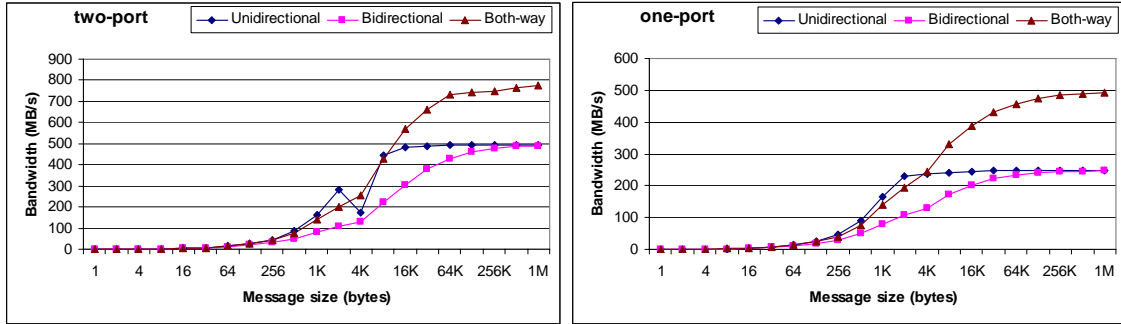 two-port
Unidirectional Bidirectional Both-way
900
800
700
600
500
400
300
200
100
0
Bandwidth (MB/s)
1 4 16 64 256 1K 4K 16K 64K 256K 1M
Message size (bytes)
one-port
Unidirectional Bidirectional Both-way
600
500
400
300
200
100
0
Bandwidth (MB/s)
1 4 16 64 256 1K 4K 16K 64K 256K 1M
Message size (bytes)